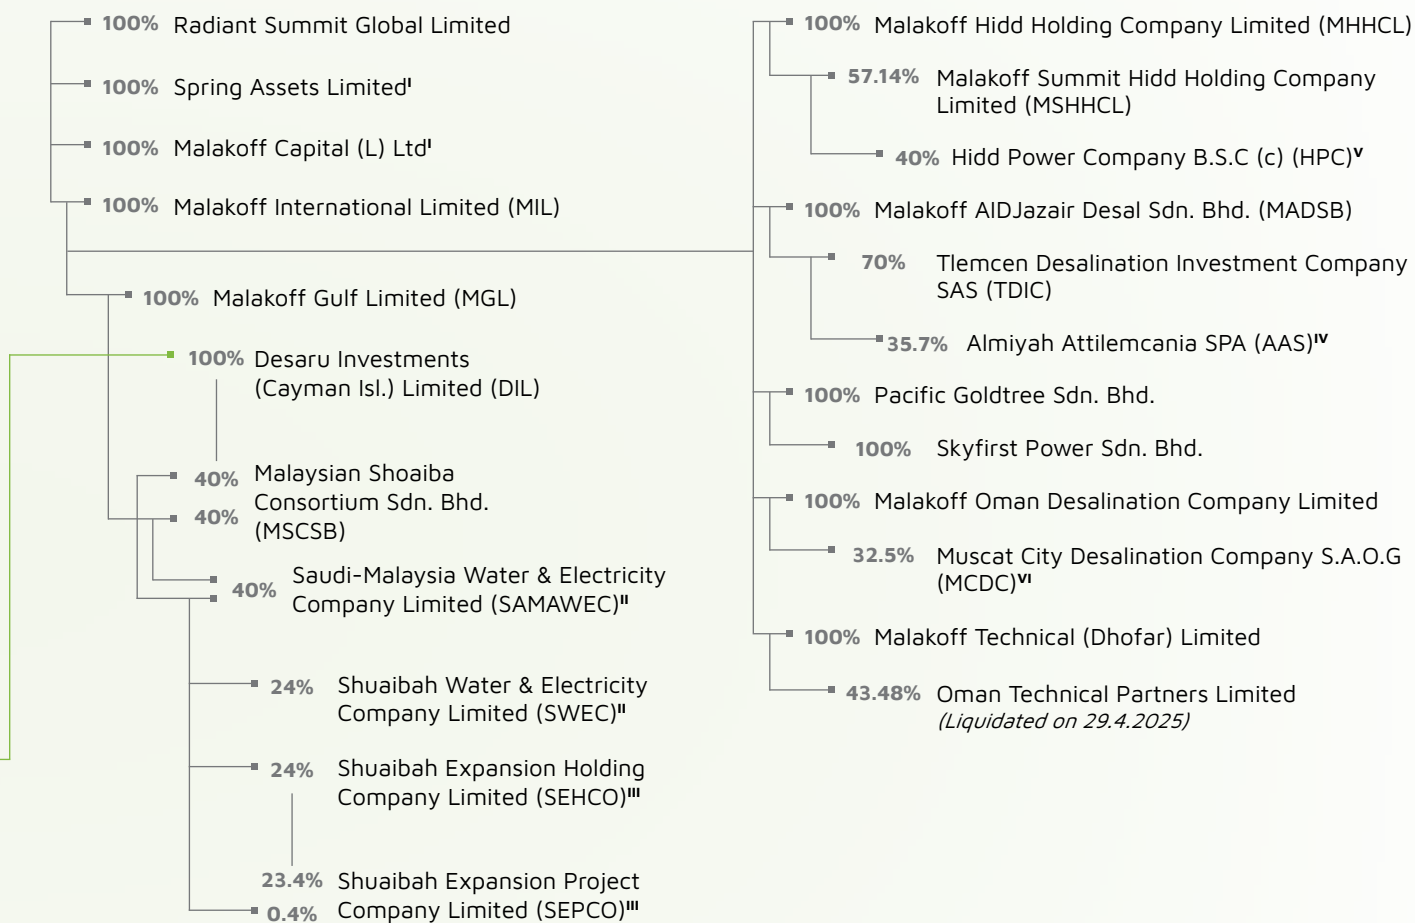 100% Radiant Summit Global Limited
100% Spring Assets Limitedᴵ
100% Malakoff Capital (L) Ltdᴵ
100% Malakoff International Limited (MIL)
100% Malakoff Gulf Limited (MGL)
100% Desaru Investments
(Cayman Isl.) Limited (DIL)
40% Malaysian Shoaiba
Consortium Sdn. Bhd.
40% (MSCSB)
40% Saudi-Malaysia Water & Electricity
Company Limited (SAMAWEC)ᴵᴵ
24% Shuaibah Water & Electricity
Company Limited (SWEC)ᴵᴵ
24% Shuaibah Expansion Holding
Company Limited (SEHCO)ᴵᴵᴵ
23.4% Shuaibah Expansion Project
0.4% Company Limited (SEPCO)ᴵᴵᴵ
100% Malakoff Hidd Holding Company Limited (MHHCL)
57.14% Malakoff Summit Hidd Holding Company
Limited (MSHHCL)
40% Hidd Power Company B.S.C (c) (HPC)ⱽ
100% Malakoff AlDJazair Desal Sdn. Bhd. (MADSB)
70% Tlemcen Desalination Investment Company
SAS (TDIC)
35.7% Almiyah Attilemcania SPA (AAS)ᴵⱽ
100% Pacific Goldtree Sdn. Bhd.
100% Skyfirst Power Sdn. Bhd.
100% Malakoff Oman Desalination Company Limited
32.5% Muscat City Desalination Company S.A.O.G
(MCDC)ⱽᴵ
100% Malakoff Technical (Dhofar) Limited
43.48% Oman Technical Partners Limited
(Liquidated on 29.4.2025)